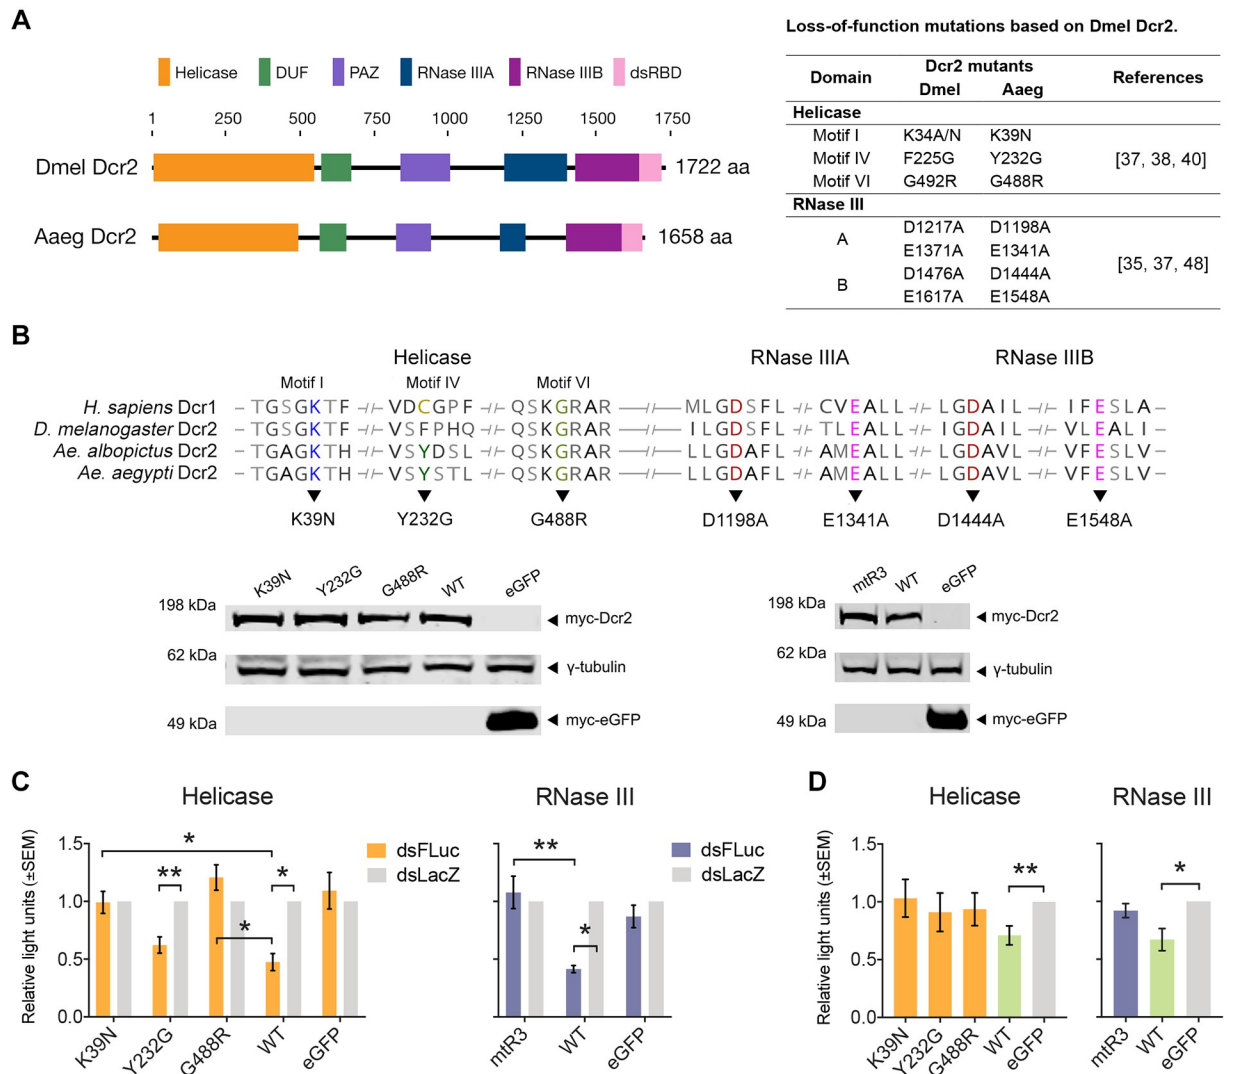 A
Helicase DUF PAZ RNase IIIA RNase IIIB dsRBD
1 250 500 750 1000 1250 1500 1750
Dmel Dcr2 1722 aa
Aaeg Dcr2 1658 aa
Loss-of-function mutations based on Dmel Dcr2.
Domain Dcr2 mutants References
Dmel Aaeg
Helicase
Motif I K34A/N K39N
Motif IV F225G Y232G [37, 38, 40]
Motif VI G492R G488R
RNase III
A D1217A D1198A
E1371A E1341A
[35, 37, 48]
B D1476A D1444A
E1617A E1548A
B
Helicase RNase IIIA RNase IIIB
Motif I Motif IV Motif VI
H. sapiens Dcr1 – TGSGKTF –//– VDCGPF –//– QSKGRAR –//– MLGDSFL –//– CVEALL –//– LGDAIL –//– IFESLA –
D. melanogaster Dcr2 – TGSGKTF –//– VSFPHQ –//– QSKGRAR –//– ILGDSFL –//– TLEALL –//– IGDAIL –//– VLEALI –
Ae. albopictus Dcr2 – TGAGKTH –//– VSYDSL –//– QSKGRAR –//– LLGDAFL –//– AMEALL –//– LGDAVL –//– VFESLV –
Ae. aegypti Dcr2 – TGAGKTH –//– VSYSTL –//– QSKGRAR –//– LLGDAFL –//– AMEALL –//– LGDAVL –//– VFESLV –
K39N Y232G G488R D1198A E1341A D1444A E1548A
K39N Y232G G488R WT eGFP
198 kDa myc-Dcr2
62 kDa γ-tubulin
49 kDa myc-eGFP
mtR3 WT eGFP
198 kDa myc-Dcr2
62 kDa γ-tubulin
49 kDa myc-eGFP
C
Helicase
Relative light units (±SEM)
1.5
1.0
0.5
0.0
* ** * *
K39N Y232G G488R WT eGFP
dsFLuc
dsLacZ
RNase III
1.5
1.0
0.5
0.0
** *
mtR3 WT eGFP
dsFLuc
dsLacZ
D
Helicase
Relative light units (±SEM)
1.5
1.0
0.5
0.0
**
K39N Y232G G488R WT eGFP
RNase III
*
mtR3 WT eGFP